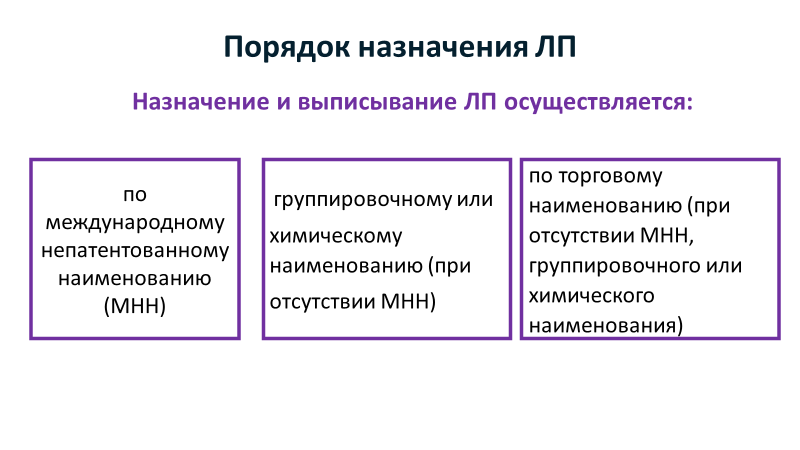 Порядок назначения ЛП
Назначение и выписывание ЛП осуществляется:
по
международному
непатентованному
наименованию
(МНН)
группировочному или
химическому
наименованию (при
отсутствии МНН)
по торговому
наименованию (при
отсутствии МНН,
группировочного или
химического
наименования)